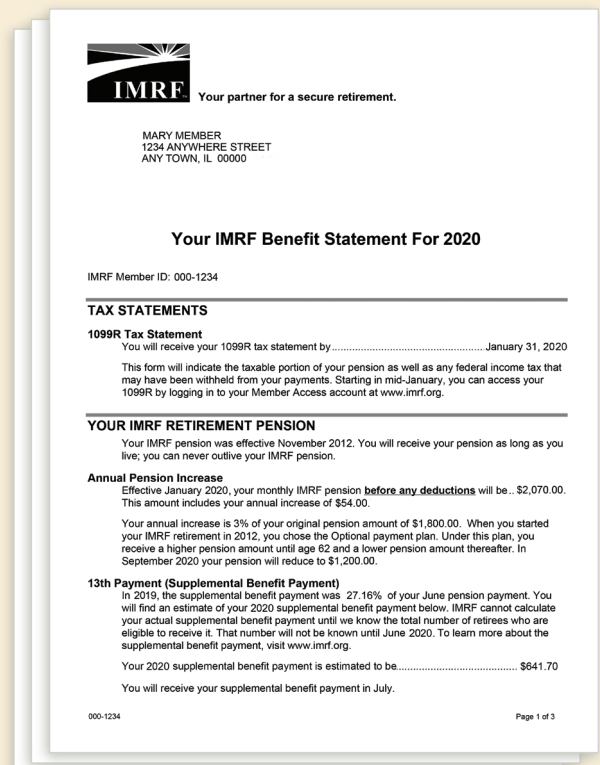 IMRF
Your partner for a secure retirement.
MARY MEMBER
1234 ANYWHERE STREET
ANY TOWN, IL 00000
Your IMRF Benefit Statement For 2020
IMRF Member ID: 000-1234
TAX STATEMENTS
1099R Tax Statement
You will receive your 1099R tax statement by.....................................................January 31, 2020
This form will indicate the taxable portion of your pension as well as any federal income tax that
may have been withheld from your payments. Starting in mid-January, you can access your
1099R by logging in to your Member Access account at www.imrf.org.
YOUR IMRF RETIREMENT PENSION
Your IMRF pension was effective November 2012. You will receive your pension as long as you
live; you can never outlive your IMRF pension.
Annual Pension Increase
Effective January 2020, your monthly IMRF pension before any deductions will be.. $2,070.00.
This amount includes your annual increase of $54.00.
Your annual increase is 3% of your original pension amount of $1,800.00. When you started
your IMRF retirement in 2012, you chose the Optional payment plan. Under this plan, you
receive a higher pension amount until age 62 and a lower pension amount thereafter. In
September 2020 your pension will reduce to $1,200.00.
13th Payment (Supplemental Benefit Payment)
In 2019, the supplemental benefit payment was 27.16% of your June pension payment. You
will find an estimate of your 2020 supplemental benefit payment below. IMRF cannot calculate
your actual supplemental benefit payment until we know the total number of retirees who are
eligible to receive it. That number will not be known until June 2020. To learn more about the
supplemental benefit payment, visit www.imrf.org.
Your 2020 supplemental benefit payment is estimated to be.......................................... $641.70
You will receive your supplemental benefit payment in July.
000-1234
Page 1 of 3